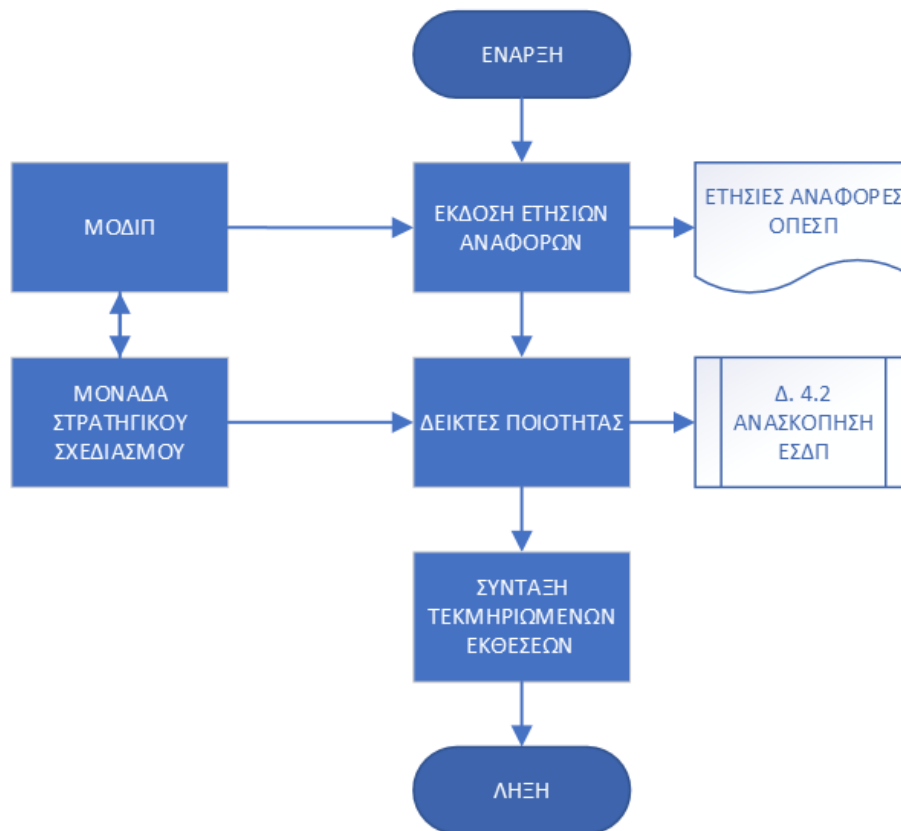 ΕΝΑΡΞΗ
ΜΟΔΙΠ
ΕΚΔΟΣΗ ΕΤΗΣΙΩΝ
ΑΝΑΦΟΡΩΝ
ΕΤΗΣΙΕΣ ΑΝΑΦΟΡΕΣ
ΟΠΕΣΠ
ΜΟΝΑΔΑ
ΣΤΡΑΤΗΓΙΚΟΥ
ΣΧΕΔΙΑΣΜΟΥ
ΔΕΙΚΤΕΣ ΠΟΙΟΤΗΤΑΣ
Δ. 4.2
ΑΝΑΣΚΟΠΗΣΗ
ΕΣΔΠ
ΣΥΝΤΑΞΗ
ΤΕΚΜΗΡΙΩΜΕΝΩΝ
ΕΚΘΕΣΕΩΝ
ΛΗΞΗ